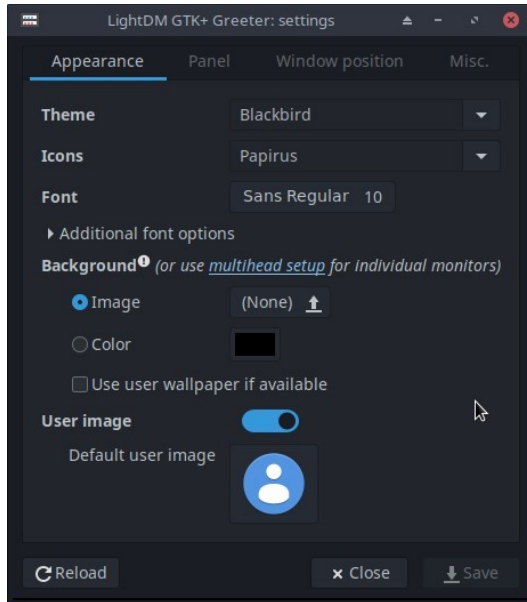 LightDM GTK+ Greeter: settings
Appearance Panel Window position Misc.
Theme Blackbird
Icons Papirus
Font Sans Regular 10
Additional font options
Background (or use multihead setup for individual monitors)
Image (None)
Color
Use user wallpaper if available
User image
Default user image
Reload Close Save